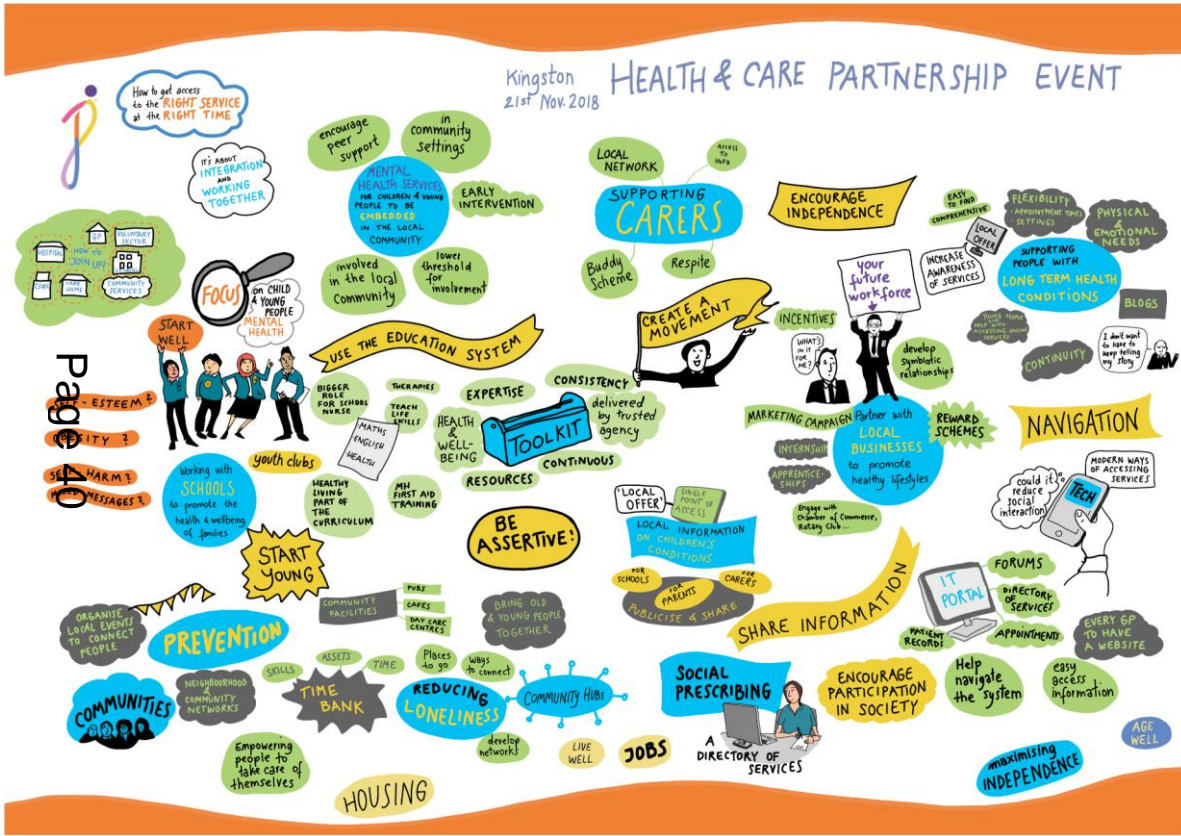 Kingston
21st Nov. 2018
HEALTH & CARE PARTNERSHIP EVENT
How to get access
to the RIGHT SERVICE
at the RIGHT TIME
IT'S ABOUT
INTEGRATION
AND
WORKING
TOGETHER
GP
VOLUNTARY
SECTOR
HOSPITAL
HOW TO
JOIN UP?
CARE
HOME
COMMUNITY
SERVICES
FOCUS
on CHILD
& YOUNG
PEOPLE
MENTAL
HEALTH
encourage
peer
support
in
community
settings
MENTAL
HEALTH SERVICES
FOR CHILDREN & YOUNG
PEOPLE TO BE
EMBEDDED
IN THE LOCAL
COMMUNITY
EARLY
INTERVENTION
involved
in the local
community
lower
threshold
for
involvement
LOCAL
NETWORK
ACCESS
TO
INFO
SUPPORTING
CARERS
Buddy
Scheme
Respite
ENCOURAGE
INDEPENDENCE
EASY
TO FIND
COMPREHENSIVE
LOCAL
OFFER
INCREASE
AWARENESS
OF SERVICES
FLEXIBILITY
- APPOINTMENT TIMES
- SETTINGS
PHYSICAL
&
EMOTIONAL
NEEDS
SUPPORTING
PEOPLE WITH
LONG TERM HEALTH
CONDITIONS
BLOGS
HELP WITH
ACCESSING ONLINE
SERVICES
CONTINUITY
I don't want
to have to
keep telling
my story
START
WELL
USE THE EDUCATION SYSTEM
CREATE A
MOVEMENT
INCENTIVES
WHAT'S
IN IT
FOR
ME?
your
future
workforce
develop
symbiotic
relationships
Page 40
SELF-ESTEEM?
OBESITY?
SELF HARM?
MESSAGES?
BIGGER
ROLE
FOR SCHOOL
NURSE
THERAPIES
TEACH
LIFE
SKILLS
MATHS
ENGLISH
HEALTH
youth clubs
Working with
SCHOOLS
to promote the
health & wellbeing
of families
HEALTHY
LIVING
PART OF
THE
CURRICULUM
MH
FIRST AID
TRAINING
EXPERTISE
CONSISTENCY
HEALTH
&
WELL-
BEING
TOOLKIT
delivered
by trusted
agency
CONTINUOUS
RESOURCES
MARKETING CAMPAIGN
Partner with
LOCAL
BUSINESSES
to promote
healthy lifestyles
REWARD
SCHEMES
INTERNSHIP
APPRENTICE-
SHIPS
Engage with
Chamber of Commerce,
Rotary Club...
NAVIGATION
MODERN WAYS
OF ACCESSING
SERVICES
could it
reduce
social
interaction?
TECH
START
YOUNG
BE
ASSERTIVE!
'LOCAL
OFFER'
SINGLE
POINT OF
ACCESS
LOCAL INFORMATION
ON CHILDREN'S
CONDITIONS
FOR
SCHOOLS
FOR
PARENTS
FOR
CARERS
PUBLICISE & SHARE
SHARE INFORMATION
IT
PORTAL
FORUMS
DIRECTORY
OF
SERVICES
PATIENT
RECORDS
APPOINTMENTS
EVERY GP
TO HAVE
A WEBSITE
ORGANISE
LOCAL EVENTS
TO CONNECT
PEOPLE
PREVENTION
COMMUNITY
FACILITIES
PUBS
CAFES
DAY CARE
CENTRES
BRING OLD
& YOUNG PEOPLE
TOGETHER
COMMUNITIES
NEIGHBOURHOOD
&
COMMUNITY
NETWORKS
SKILLS
ASSETS
TIME
TIME
BANK
Places
to go
Ways
to connect
REDUCING
LONELINESS
COMMUNITY HUBS
develop
networks
SOCIAL
PRESCRIBING
A
DIRECTORY OF
SERVICES
ENCOURAGE
PARTICIPATION
IN SOCIETY
Help
navigate
the system
easy
access
information
Empowering
people to
take care of
themselves
HOUSING
LIVE
WELL
JOBS
maximising
INDEPENDENCE
AGE
WELL